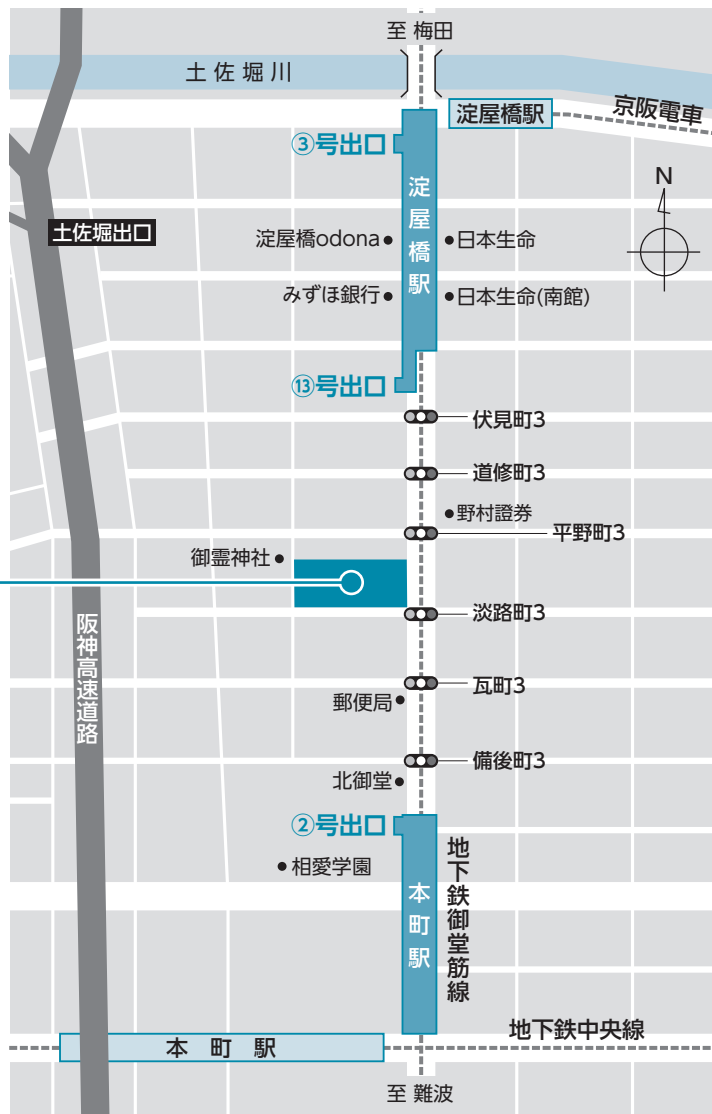 至 梅田
土佐堀川
淀屋橋駅
京阪電車
③号出口
淀屋橋駅
N
土佐堀出口
淀屋橋odona
日本生命
みずほ銀行
日本生命(南館)
⑬号出口
伏見町3
道修町3
野村證券
平野町3
御霊神社
淡路町3
阪神高速道路
瓦町3
郵便局
備後町3
北御堂
②号出口
相愛学園
地下鉄御堂筋線
本町駅
地下鉄中央線
本町駅
至 難波